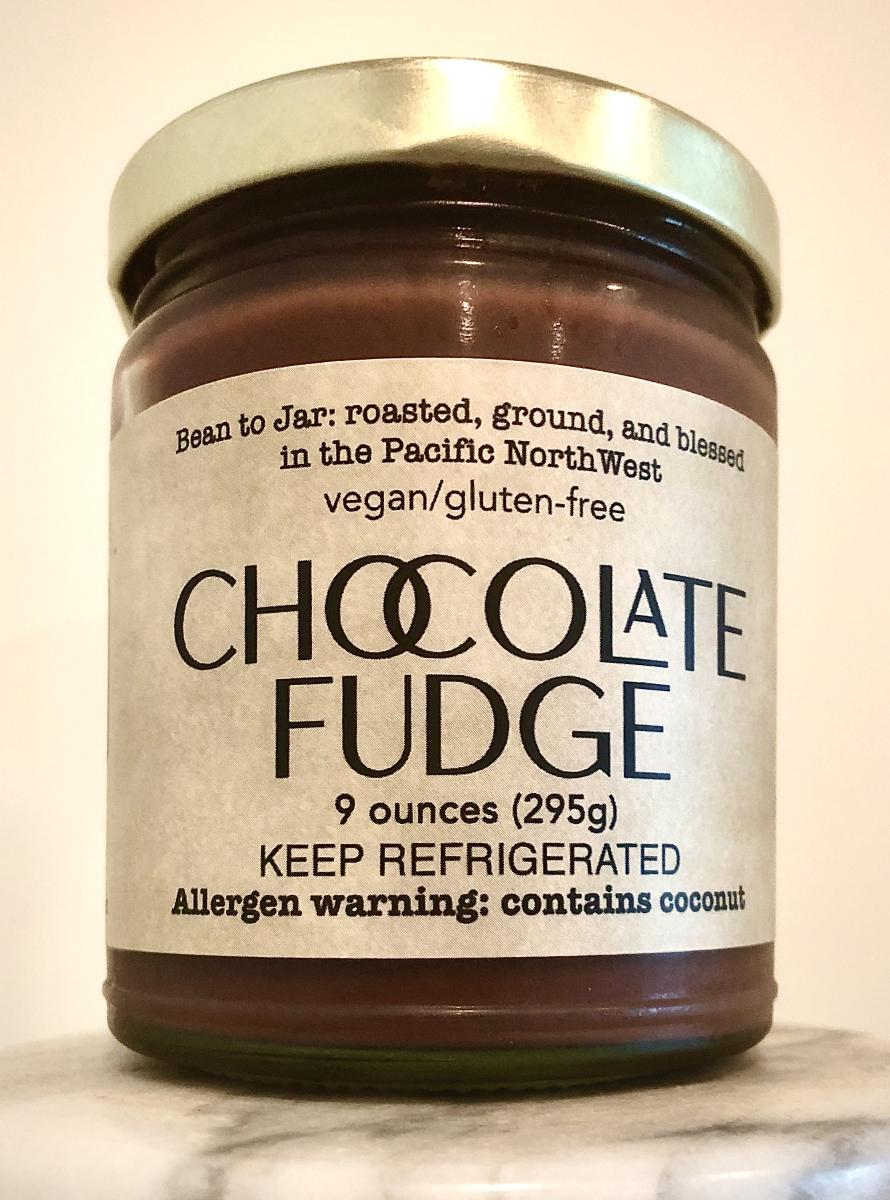 Bean to Jar: roasted, ground, and blessed
in the Pacific NorthWest
vegan/gluten-free
CHOCOLATE
FUDGE
9 ounces (295g)
KEEP REFRIGERATED
Allergen warning: contains coconut